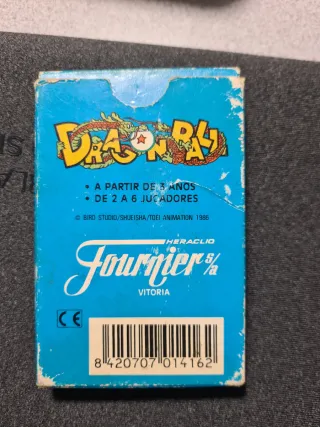 DRAGON BALL
• A PARTIR DE 3 AÑOS
• DE 2 A 6 JUGADORES
© BIRD STUDIO/SHUEISHA/TOEI ANIMATION 1986
HERACLIO
Fournier s/a
VITORIA
CE
8 420707 014162